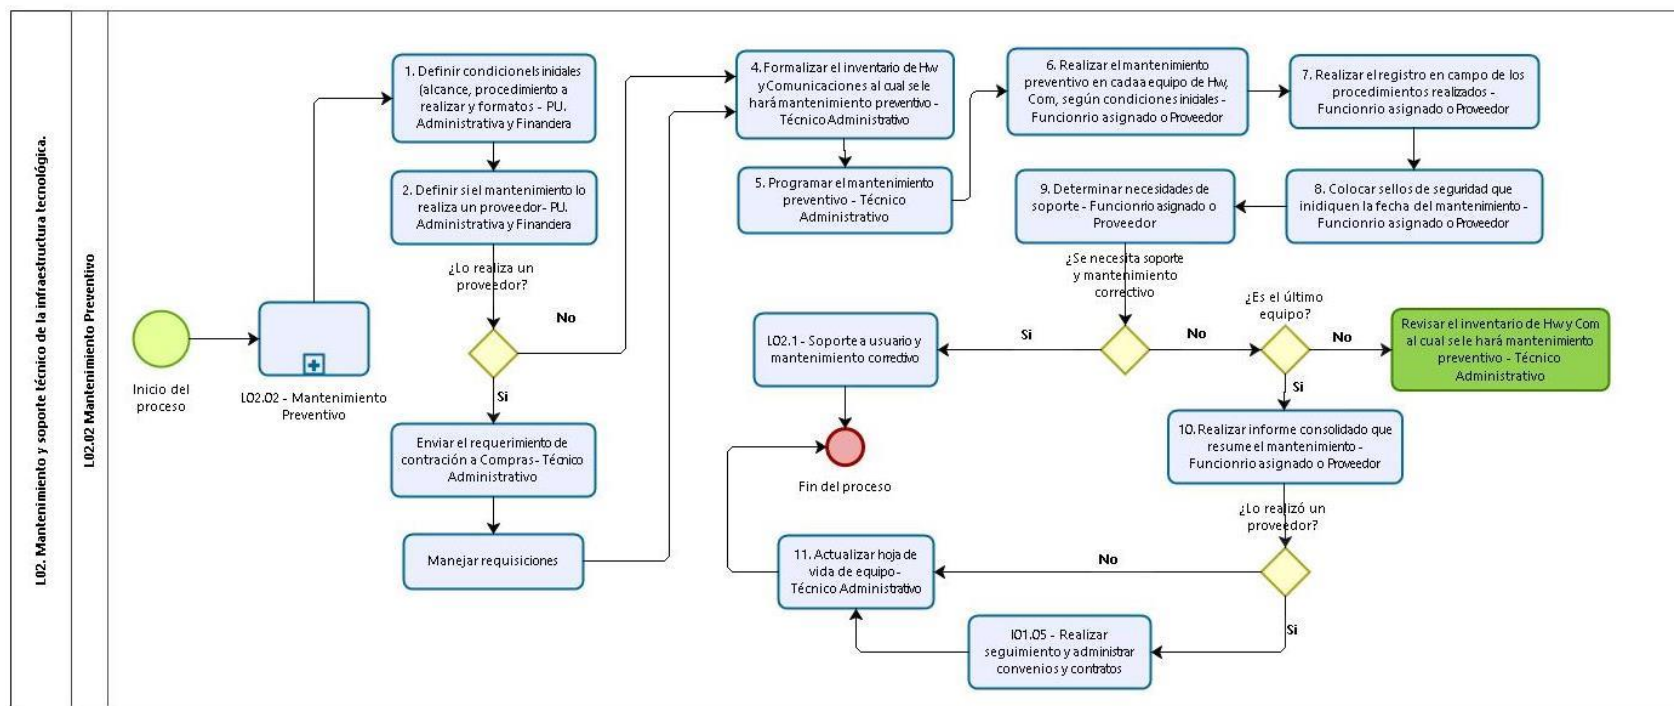 L02. Mantenimiento y soporte técnico de la infraestructura tecnológica.
L02.02 Mantenimiento Preventivo
Inicio del
proceso
L02.02 - Mantenimiento
Preventivo
1. Definir condicionels iniciales
(alcance, procedimiento a
realizar y formatos - PU.
Administrativa y Financiera
2. Definir si el mantenimiento lo
realiza un proveedor- PU.
Administrativa y Financiera
¿Lo realiza un
proveedor?
No
Si
Enviar el requerimiento de
contración a Compras- Técnico
Administrativo
Manejar requisiciones
4. Formalizar el inventario de Hw
y Comunicaciones al cual se le
hará mantenimiento preventivo -
Técnico Administrativo
5. Programar el mantenimiento
preventivo - Técnico
Administrativo
6. Realizar el mantenimiento
preventivo en cadaa equipo de Hw,
Com, según condiciones iniciales -
Funcionrio asignado o Proveedor
7. Realizar el registro en campo de los
procedimientos realizados -
Funcionrio asignado o Proveedor
8. Colocar sellos de seguridad que
inidiquen la fecha del mantenimiento -
Funcionrio asignado o Proveedor
9. Determinar necesidades de
soporte - Funcionrio asignado o
Proveedor
¿Se necesita soporte
y mantenimiento
correctivo
Si
No
L02.1 - Soporte a usuario y
mantenimiento correctivo
Fin del proceso
¿Es el último
equipo?
No
Si
Revisar el inventario de Hw y Com
al cual se le hará mantenimiento
preventivo - Técnico
Administrativo
10. Realizar informe consolidado que
resume el mantenimiento -
Funcionrio asignado o Proveedor
¿Lo realizó un
proveedor?
No
Si
11. Actualizar hoja de
vida de equipo -
Técnico Administrativo
I01.05 - Realizar
seguimiento y administrar
convenios y contratos